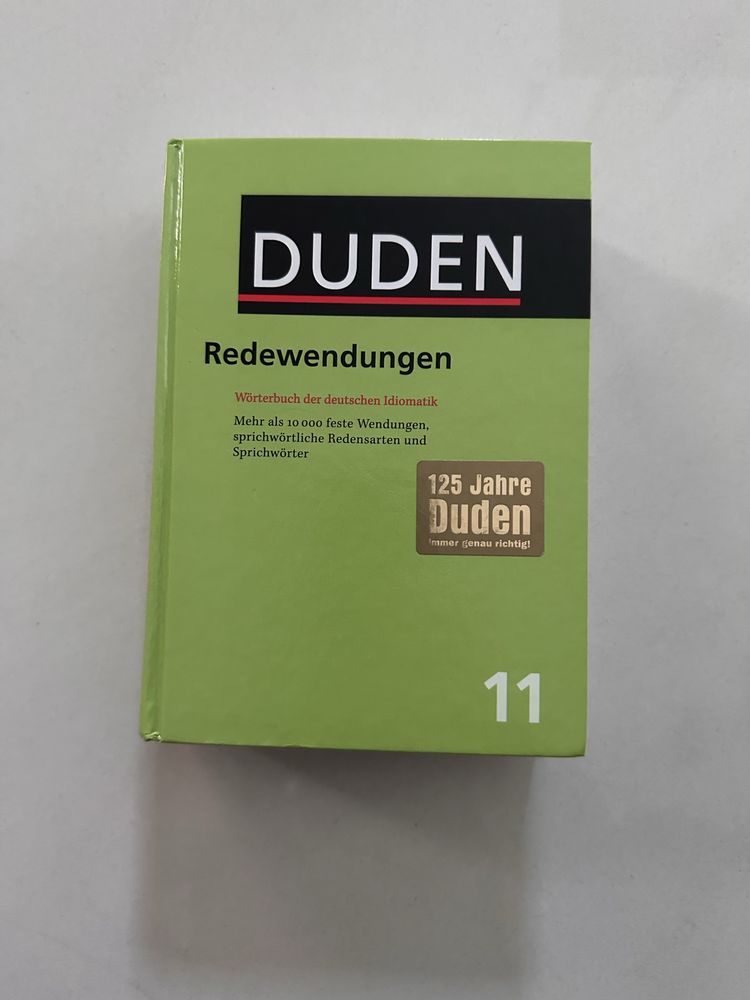 DUDEN
Redewendungen
Wörterbuch der deutschen Idiomatik
Mehr als 10 000 feste Wendungen,
sprichwörtliche Redensarten und
Sprichwörter
125 Jahre
Duden
immer genau richtig!
11